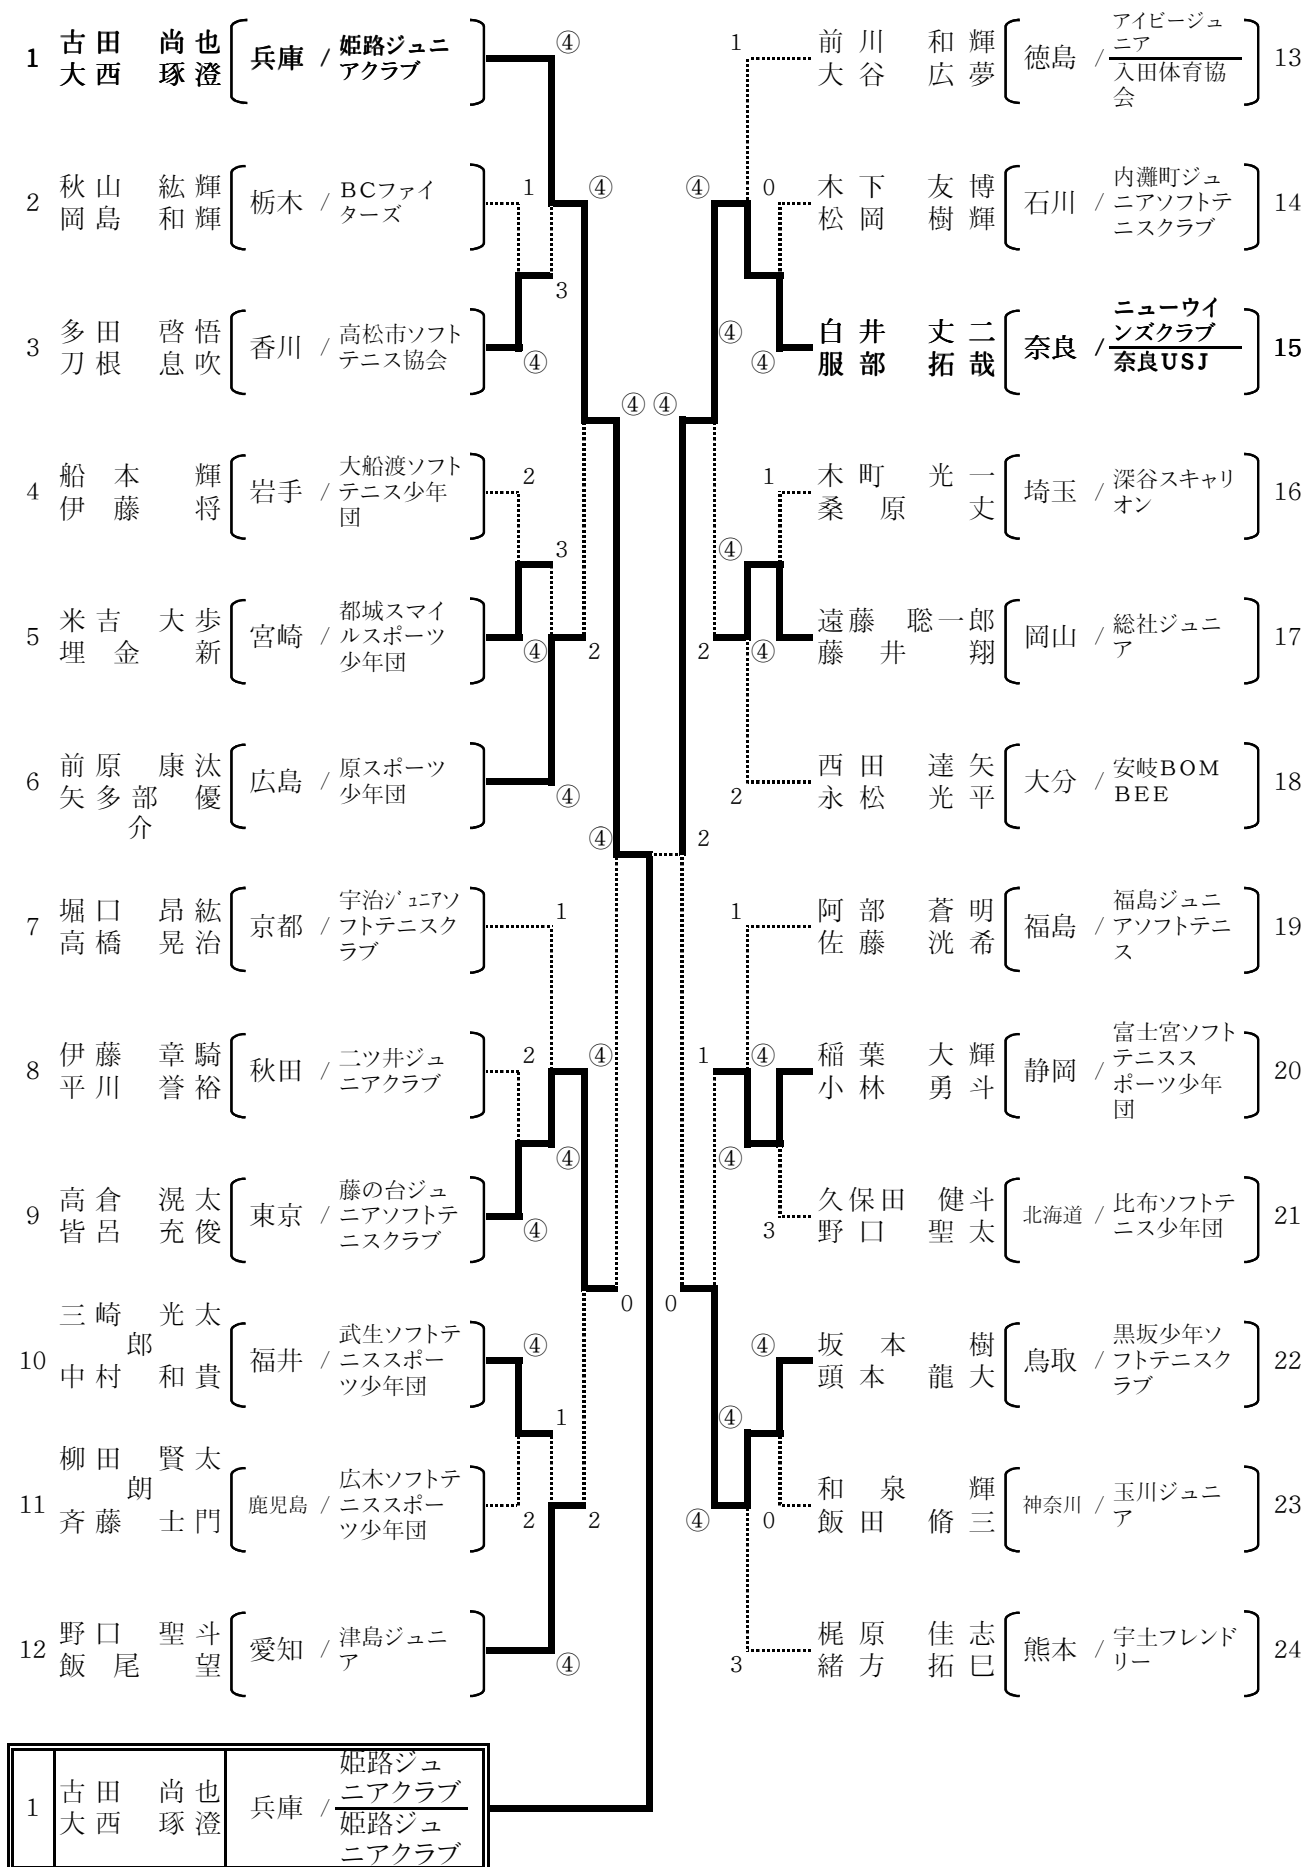 1 古田 尚也 大西 琢澄 兵庫 / 姫路ジュニアクラブ
2 秋山 紘輝 岡島 和輝 栃木 / BCファイターズ
3 多田 啓悟 刀根 息吹 香川 / 高松市ソフトテニス協会
4 船本 輝 伊藤 将 岩手 / 大船渡ソフトテニス少年団
5 米吉 大歩 埋金 新 宮崎 / 都城スマイルスポーツ少年団
6 前原 康汰 矢多部 優介 広島 / 原スポーツ少年団
7 堀口 昂紘 高橋 晃治 京都 / 宇治ジュニアソフトテニスクラブ
8 伊藤 章騎 平川 誉裕 秋田 / 二ツ井ジュニアクラブ
9 高倉 滉太 皆呂 充俊 東京 / 藤の台ジュニアソフトテニスクラブ
10 三崎 光太郎 中村 和貴 福井 / 武生ソフトテニススポーツ少年団
11 柳田 賢太朗 斉藤 士門 鹿児島 / 広木ソフトテニススポーツ少年団
12 野口 聖斗 飯尾 望 愛知 / 津島ジュニア
④
1
④
3
④
2
3
④
2
④
④
④
1
2
④
④
④
0
④
1
2
2
④
1
④
0
④
④
④
1
④
④
2
2
2
1
1
④
④
3
0
④
④
④
0
3
前川 和輝 大谷 広夢 徳島 / アイビージュニア 入田体育協会 13
木下 友博 松岡 樹輝 石川 / 内灘町ジュニアソフトテニスクラブ 14
白井 丈二 服部 拓哉 奈良 / ニューウインズクラブ 奈良USJ 15
木町 光一 桑原 丈 埼玉 / 深谷スキャリオン 16
遠藤 聡一郎 藤井 翔 岡山 / 総社ジュニア 17
西田 達矢 永松 光平 大分 / 安岐BOMBEE 18
阿部 蒼明 佐藤 洸希 福島 / 福島ジュニアソフトテニス 19
稲葉 大輝 小林 勇斗 静岡 / 富士宮ソフトテニススポーツ少年団 20
久保田 健斗 野口 聖太 北海道 / 比布ソフトテニス少年団 21
坂本 樹 頭本 龍大 鳥取 / 黒坂少年ソフトテニスクラブ 22
和泉 輝 飯田 脩三 神奈川 / 玉川ジュニア 23
梶原 佳志 緒方 拓巳 熊本 / 宇土フレンドリー 24
1 古田 尚也 大西 琢澄 兵庫 / 姫路ジュニアクラブ 姫路ジュニアクラブ